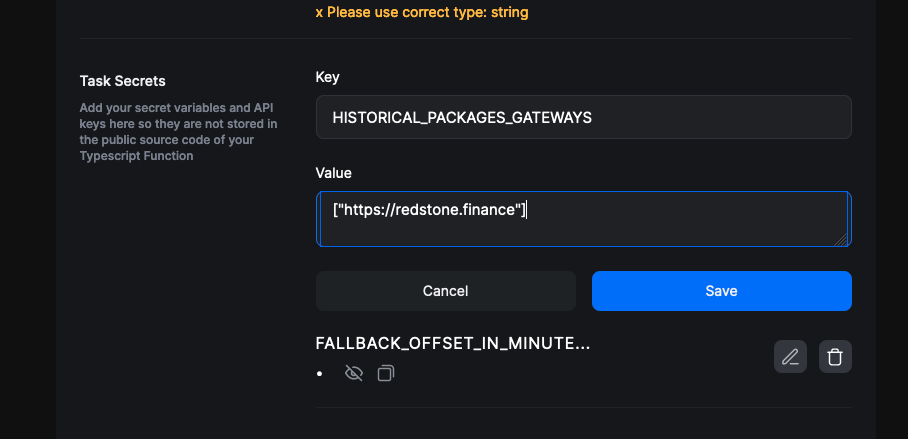 x Please use correct type: string
Task Secrets
Add your secret variables and API
keys here so they are not stored in
the public source code of your
Typescript Function
Key
HISTORICAL_PACKAGES_GATEWAYS
Value
["https://redstone.finance"]
Cancel
Save
FALLBACK_OFFSET_IN_MINUTE...